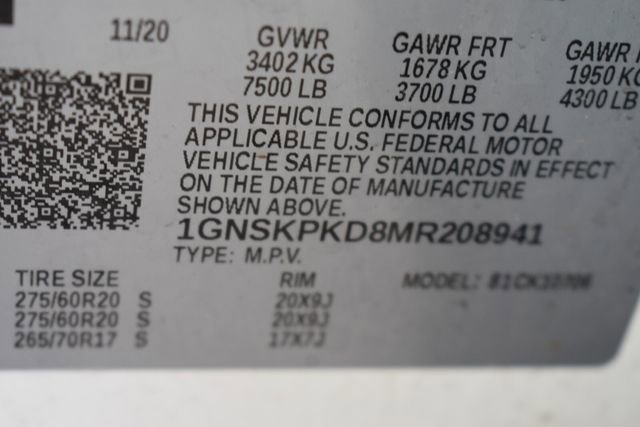 11/20 GVWR GAWR FRT GAWR
3402 KG 1678 KG 1950 KG
7500 LB 3700 LB 4300 LB
THIS VEHICLE CONFORMS TO ALL
APPLICABLE U.S. FEDERAL MOTOR
VEHICLE SAFETY STANDARDS IN EFFECT
ON THE DATE OF MANUFACTURE
SHOWN ABOVE.
1GNSKPKD8MR208941
TYPE: M.P.V.
TIRE SIZE RIM MODEL:
275/60R20 S 20X9J
275/60R20 S 20X9J
265/70R17 S 17X7J